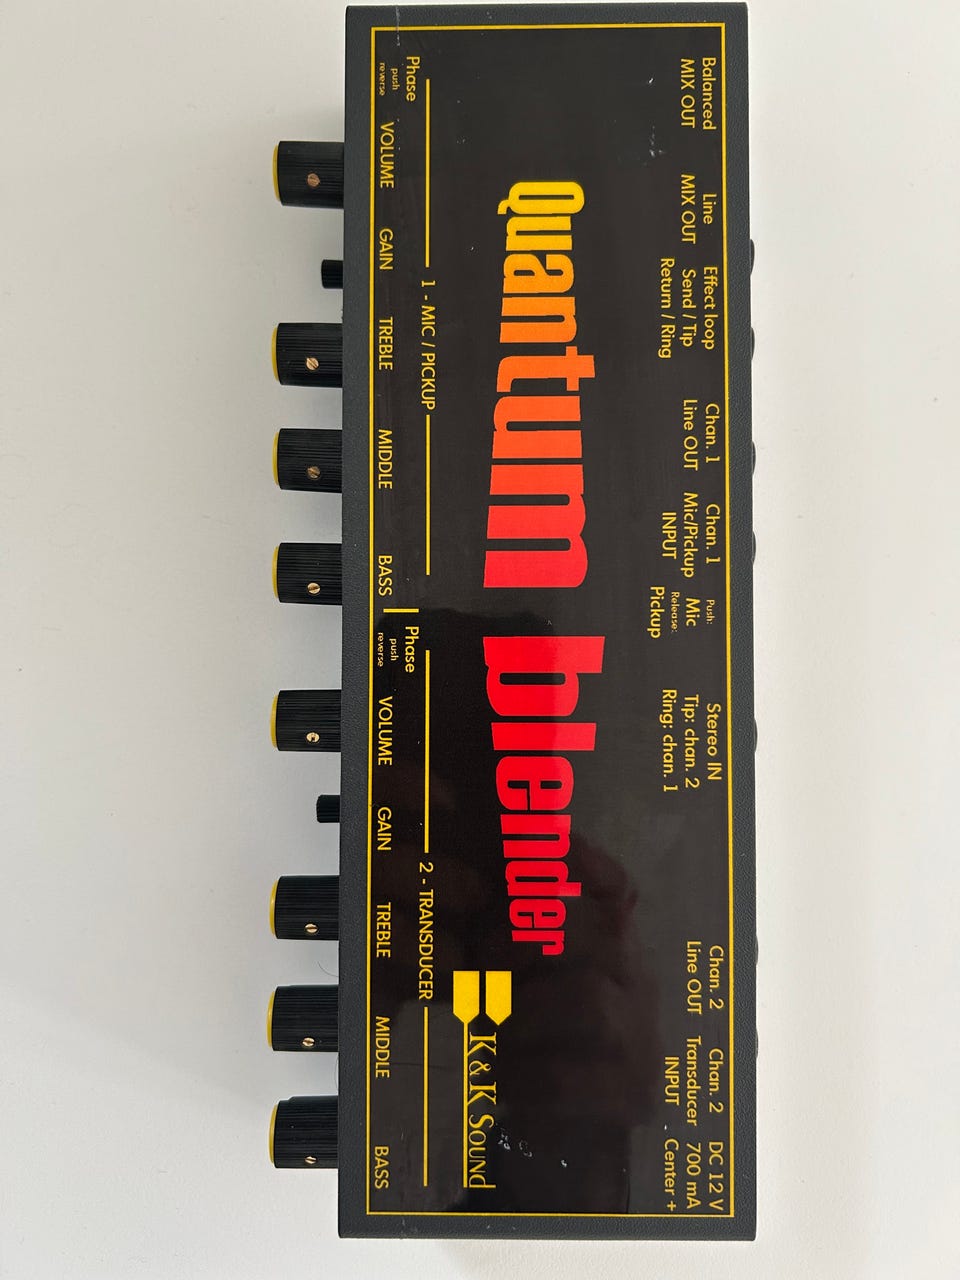 Balanced
MIX OUT
Line
MIX OUT
Effect loop
Send / Tip
Return / Ring
Chan. 1
Line OUT
Chan. 1
Mic/Pickup
INPUT
Push:
Mic
Release:
Pickup
Stereo IN
Tip: chan. 2
Ring: chan. 1
Chan. 2
Line OUT
Chan. 2
Transducer
INPUT
DC 12 V
700 mA
Center +
Quantum blender
K & K SOUND
Phase
push
reverse
1 - MIC / PICKUP
VOLUME
GAIN
TREBLE
MIDDLE
BASS
Phase
push
reverse
2 - TRANSDUCER
VOLUME
GAIN
TREBLE
MIDDLE
BASS